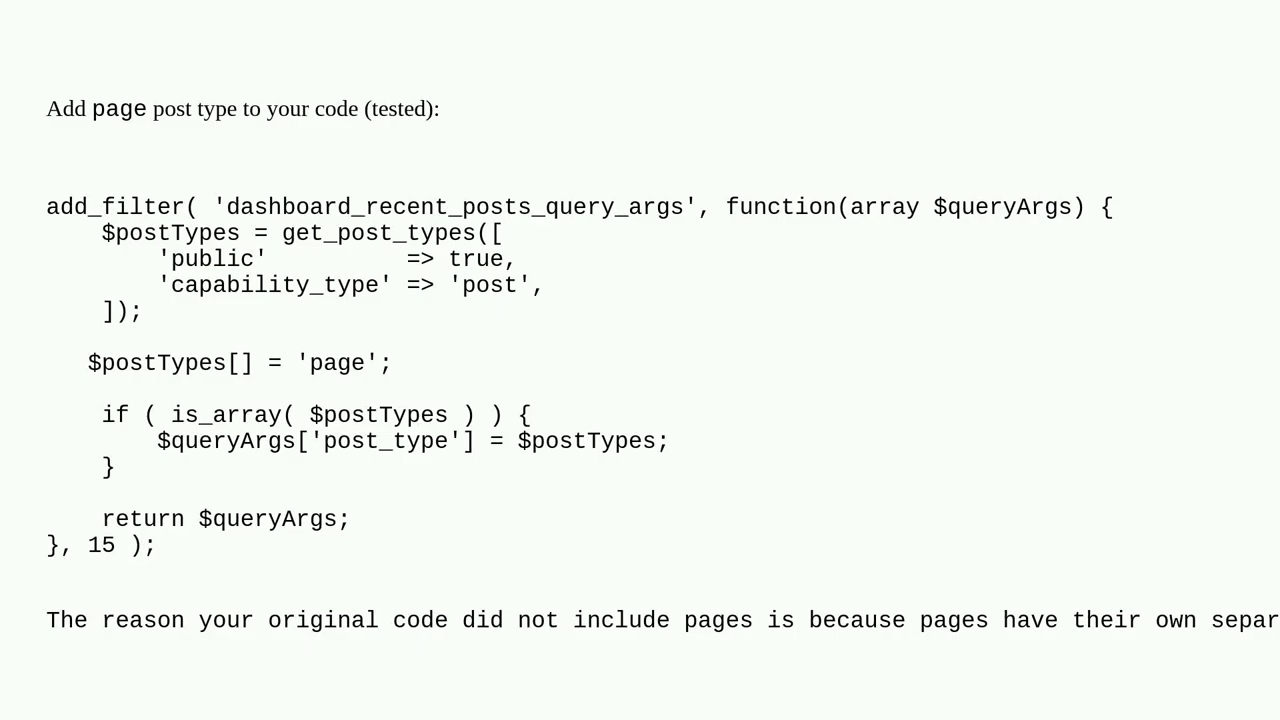 Add page post type to your code (tested):
add_filter( 'dashboard_recent_posts_query_args', function(array $queryArgs) {
    $postTypes = get_post_types([
        'public'          => true,
        'capability_type' => 'post',
    ]);
   $postTypes[] = 'page';
    if ( is_array( $postTypes ) ) {
        $queryArgs['post_type'] = $postTypes;
    }
    return $queryArgs;
}, 15 );
The reason your original code did not include pages is because pages have their own separ